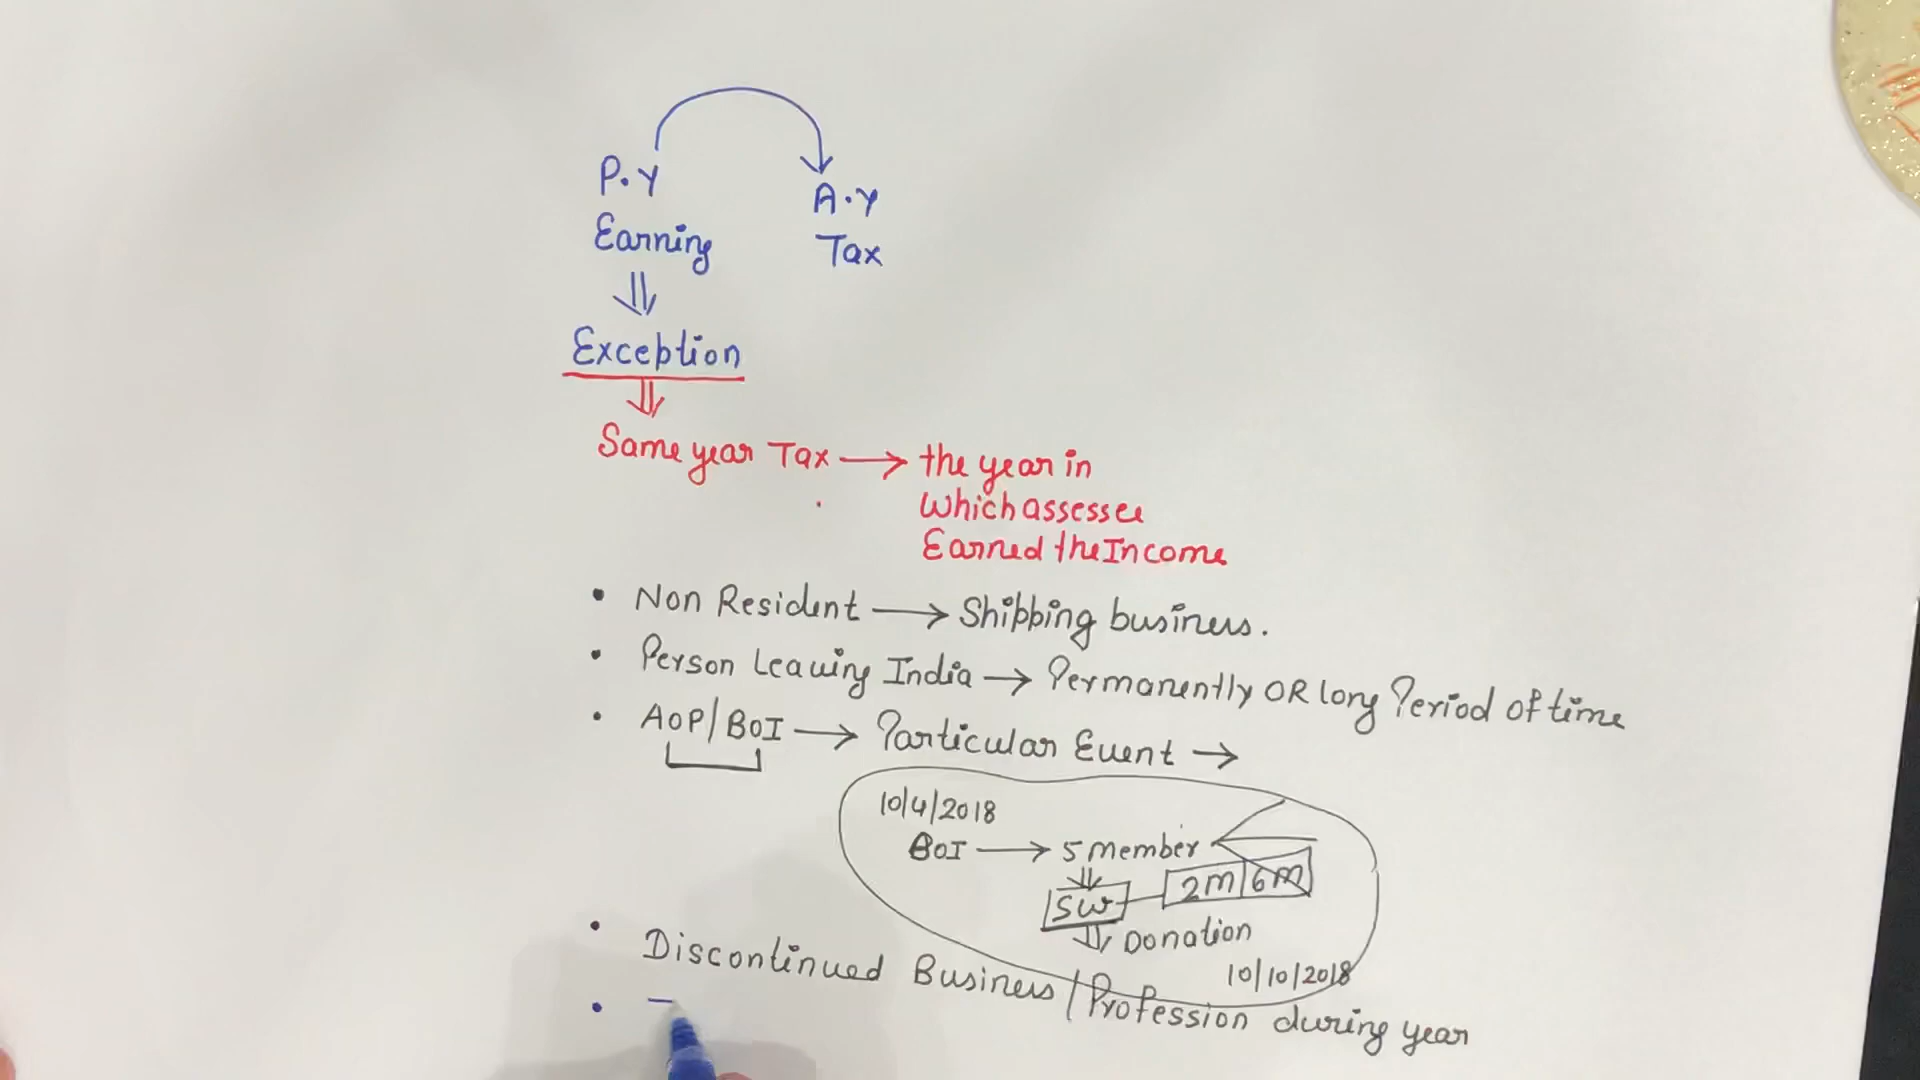 P.Y
A.Y
Earning
Tax
Exception
Same year Tax → the year in
which assessee
Earned the Income
• Non Resident → Shipping business.
• Person Leaving India → Permanently OR long Period of time
• AOP/BOI → Particular Event →
10/4/2018
BOI → 5 member
SW 2M 6M
Donation
10/10/2018
• Discontinued Business/Profession during year
•